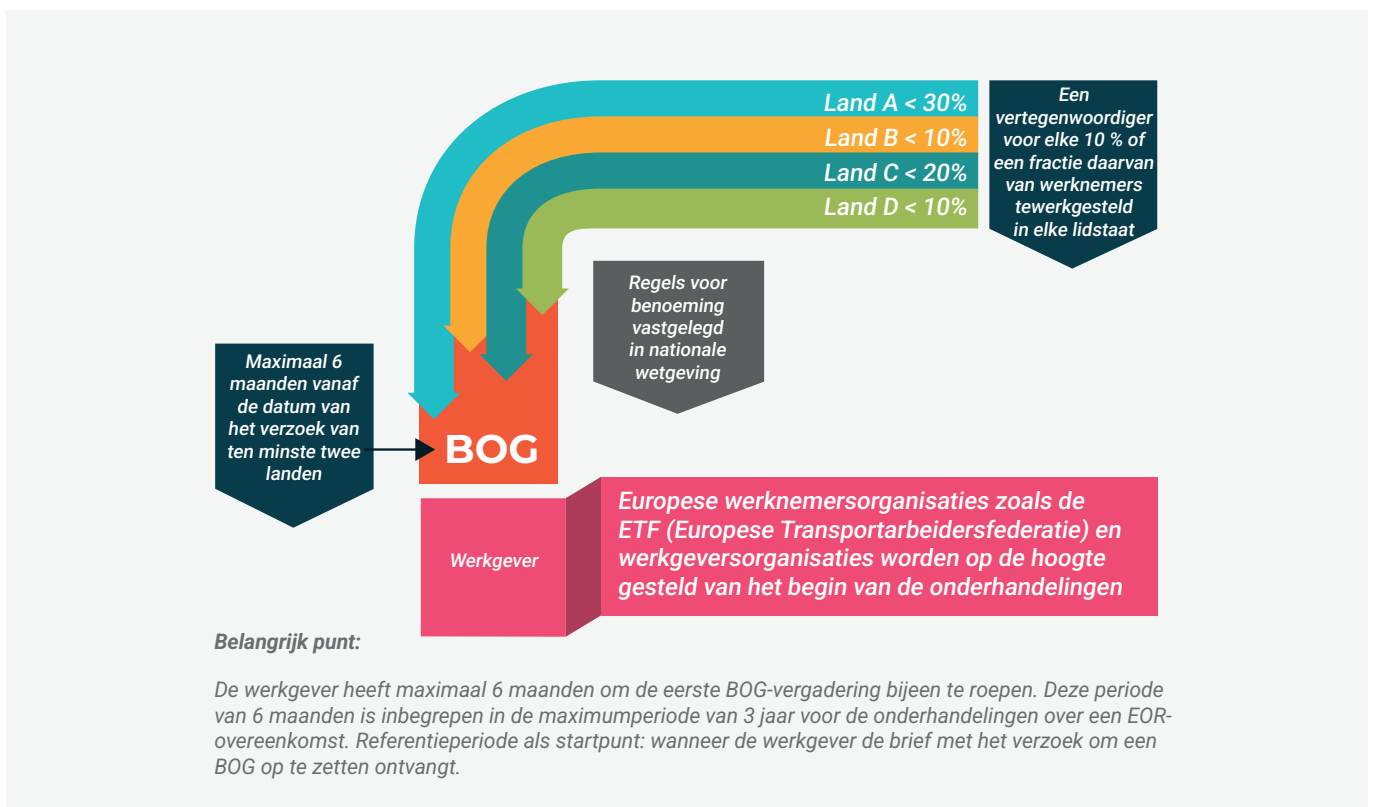 Land A < 30%
Land B < 10%
Land C < 20%
Land D < 10%
Een
vertegenwoordiger
voor elke 10 % of
een fractie daarvan
van werknemers
tewerkgesteld
in elke lidstaat
Regels voor
benoeming
vastgelegd
in nationale
wetgeving
Maximaal 6
maanden vanaf
de datum van
het verzoek van
ten minste twee
landen
BOG
Werkgever
Europese werknemersorganisaties zoals de
ETF (Europese Transportarbeidersfederatie) en
werkgeversorganisaties worden op de hoogte
gesteld van het begin van de onderhandelingen
Belangrijk punt:
De werkgever heeft maximaal 6 maanden om de eerste BOG-vergadering bijeen te roepen. Deze periode
van 6 maanden is inbegrepen in de maximumperiode van 3 jaar voor de onderhandelingen over een EOR-
overeenkomst. Referentieperiode als startpunt: wanneer de werkgever de brief met het verzoek om een
BOG op te zetten ontvangt.